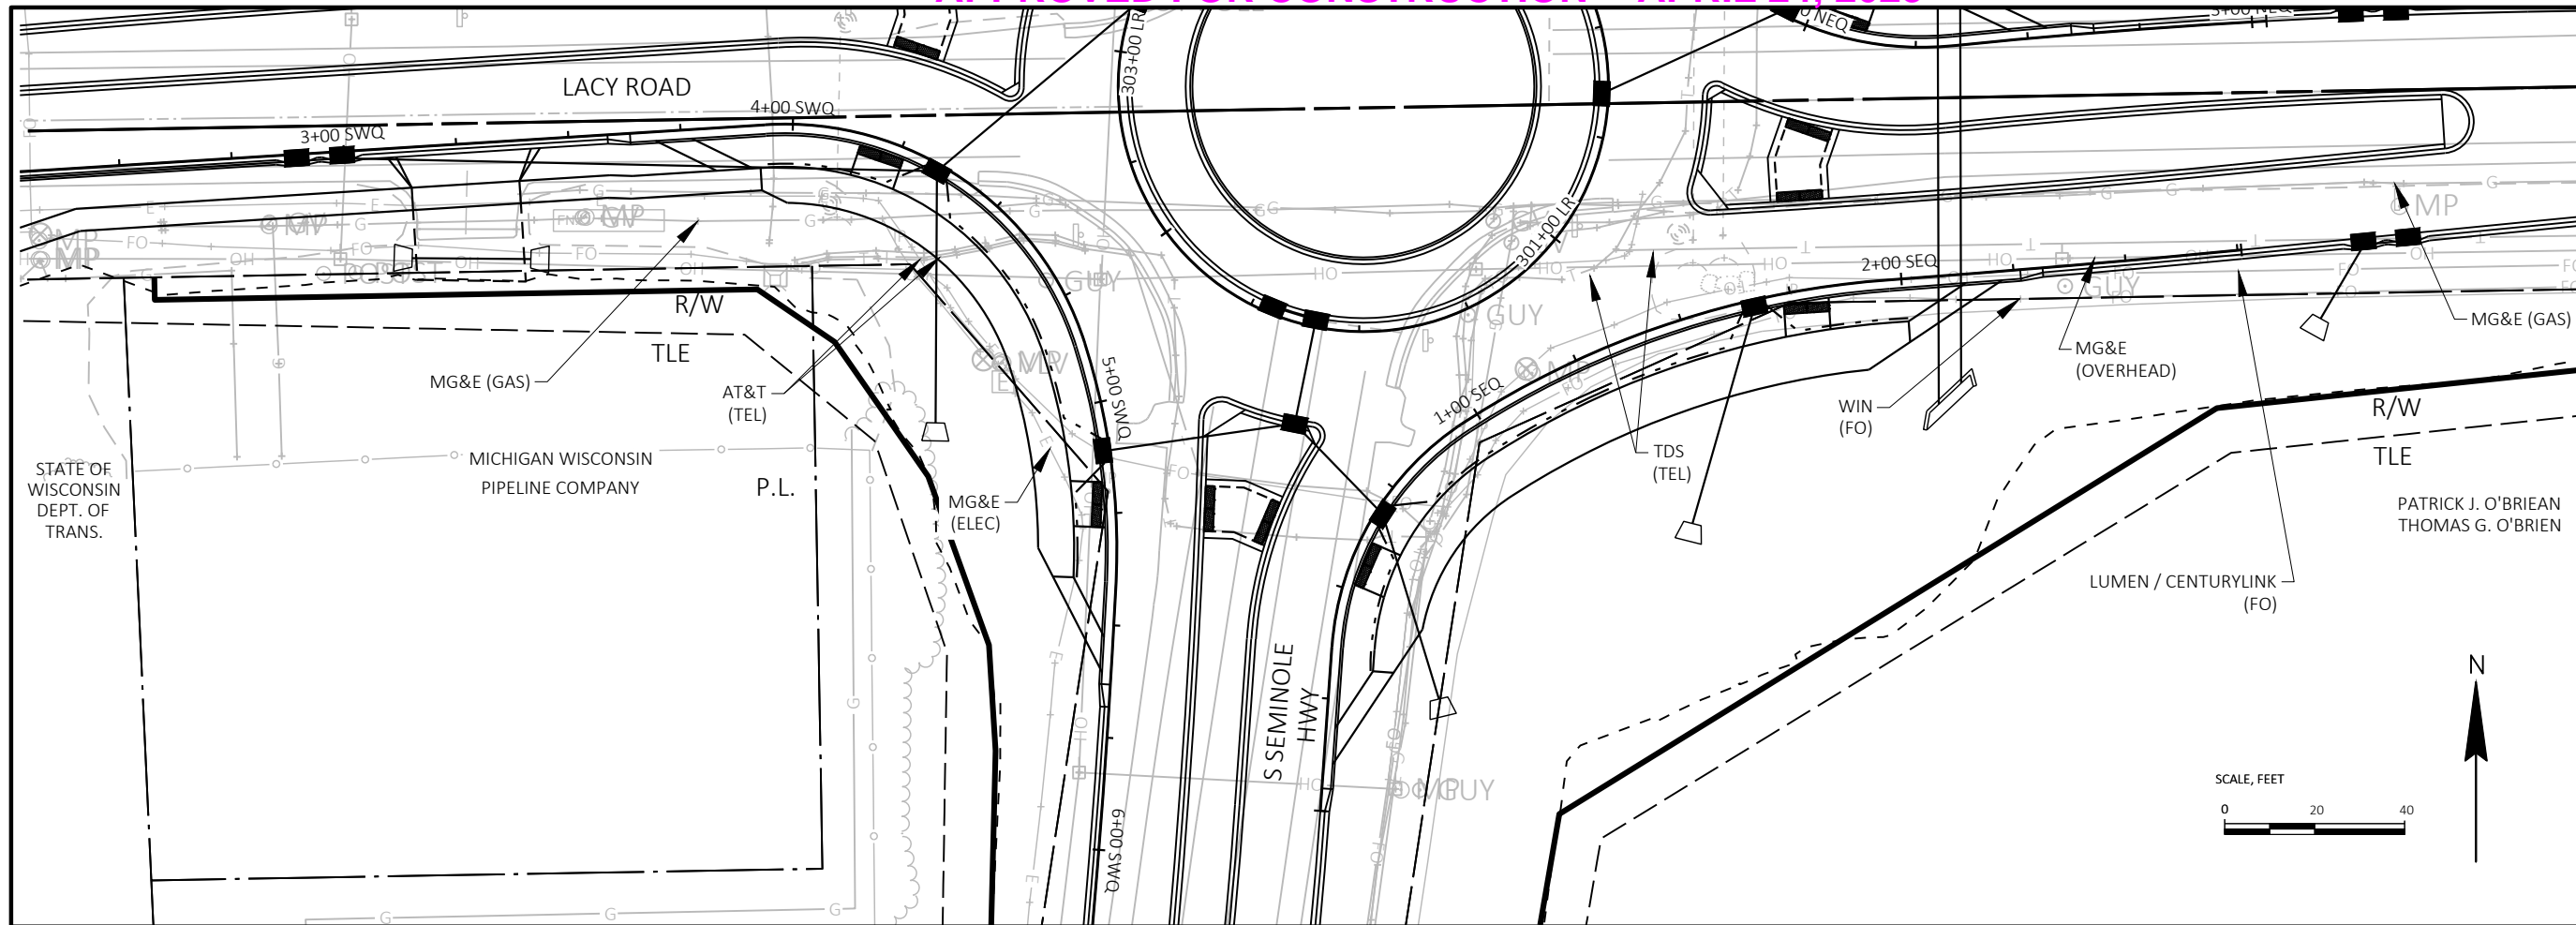 LACY ROAD
3+00 SWQ
4+00 SWQ
303+00 LR
301+00 LR
2+00 SEQ
1+00 SEQ
5+00 SWQ
6+00 SWQ
R/W
TLE
MG&E (GAS)
AT&T
(TEL)
MG&E
(ELEC)
STATE OF
WISCONSIN
DEPT. OF
TRANS.
MICHIGAN WISCONSIN
PIPELINE COMPANY
P.L.
S SEMINOLE
HWY
TDS
(TEL)
WIN
(FO)
MG&E
(OVERHEAD)
MG&E (GAS)
R/W
TLE
PATRICK J. O'BRIEAN
THOMAS G. O'BRIEN
LUMEN / CENTURYLINK
(FO)
N
SCALE, FEET
0 20 40
GUY
GUY
GUY
GUY
MP